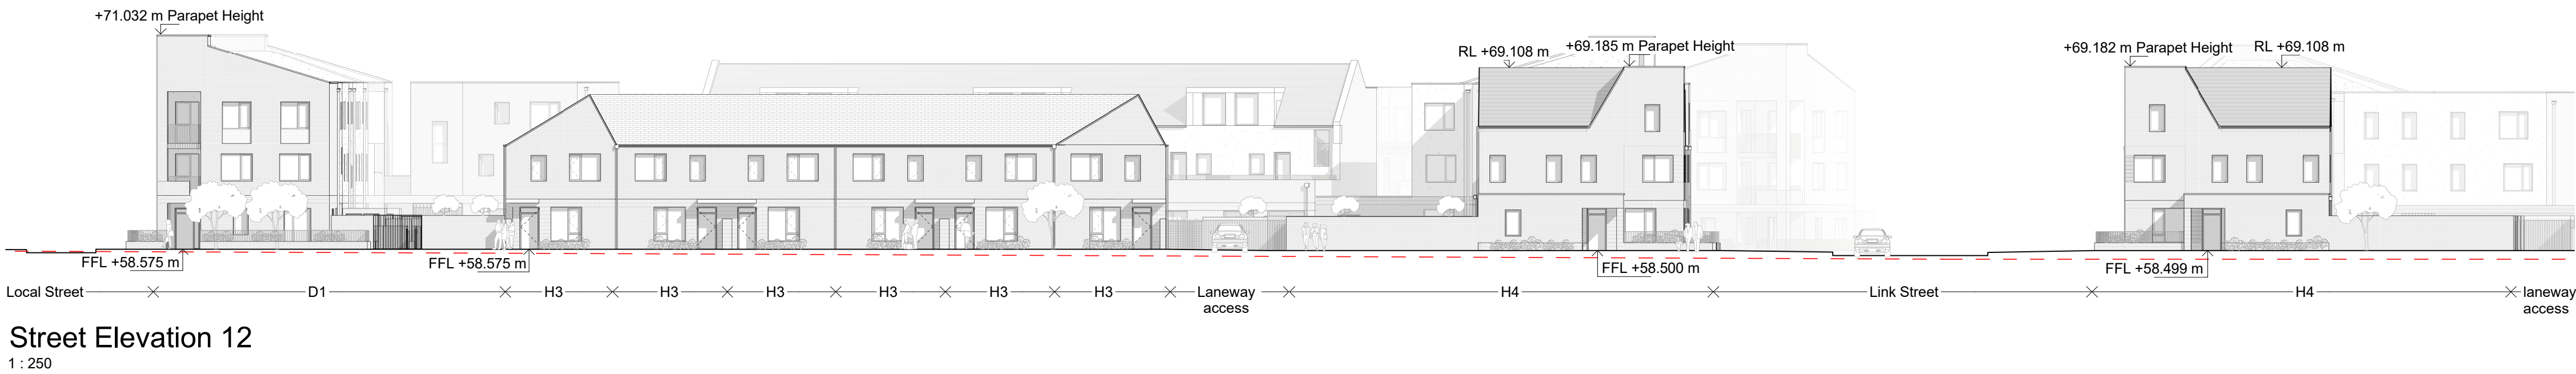 +71.032 m Parapet Height
RL +69.108 m
+69.185 m Parapet Height
+69.182 m Parapet Height
RL +69.108 m
FFL +58.575 m
FFL +58.575 m
FFL +58.500 m
FFL +58.499 m
Local Street
D1
H3
H3
H3
H3
H3
H3
Laneway
access
H4
Link Street
H4
laneway
access
Street Elevation 12
1 : 250